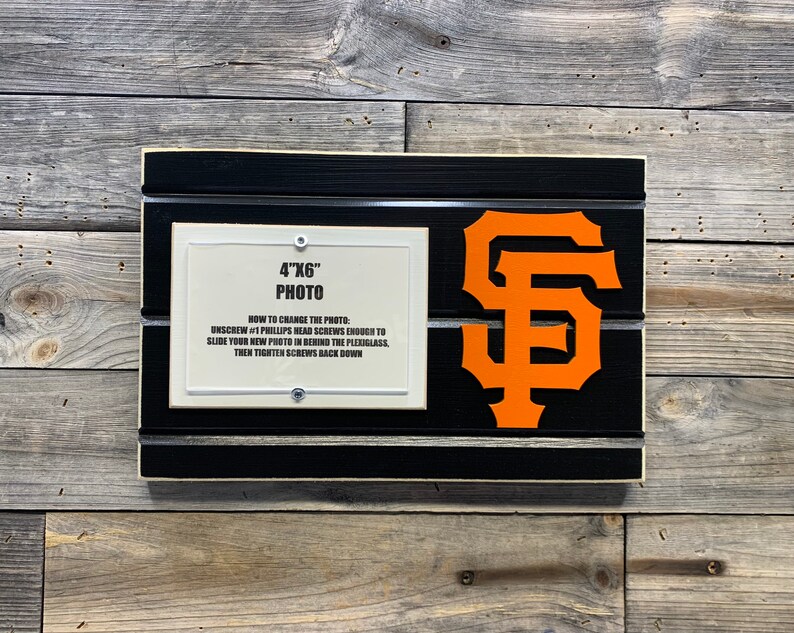 4"X6"
PHOTO
HOW TO CHANGE THE PHOTO:
UNSCREW #1 PHILLIPS HEAD SCREWS ENOUGH TO
SLIDE YOUR NEW PHOTO IN BEHIND THE PLEXIGLASS,
THEN TIGHTEN SCREWS BACK DOWN
SF